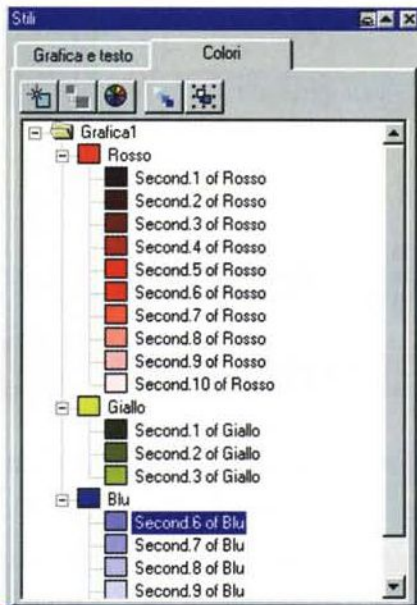 Stili
Grafica e testo
Colori
Grafica1
Rosso
Second.1 of Rosso
Second.2 of Rosso
Second.3 of Rosso
Second.4 of Rosso
Second.5 of Rosso
Second.6 of Rosso
Second.7 of Rosso
Second.8 of Rosso
Second.9 of Rosso
Second.10 of Rosso
Giallo
Second.1 of Giallo
Second.2 of Giallo
Second.3 of Giallo
Blu
Second.6 of Blu
Second.7 of Blu
Second.8 of Blu
Second.9 of Blu